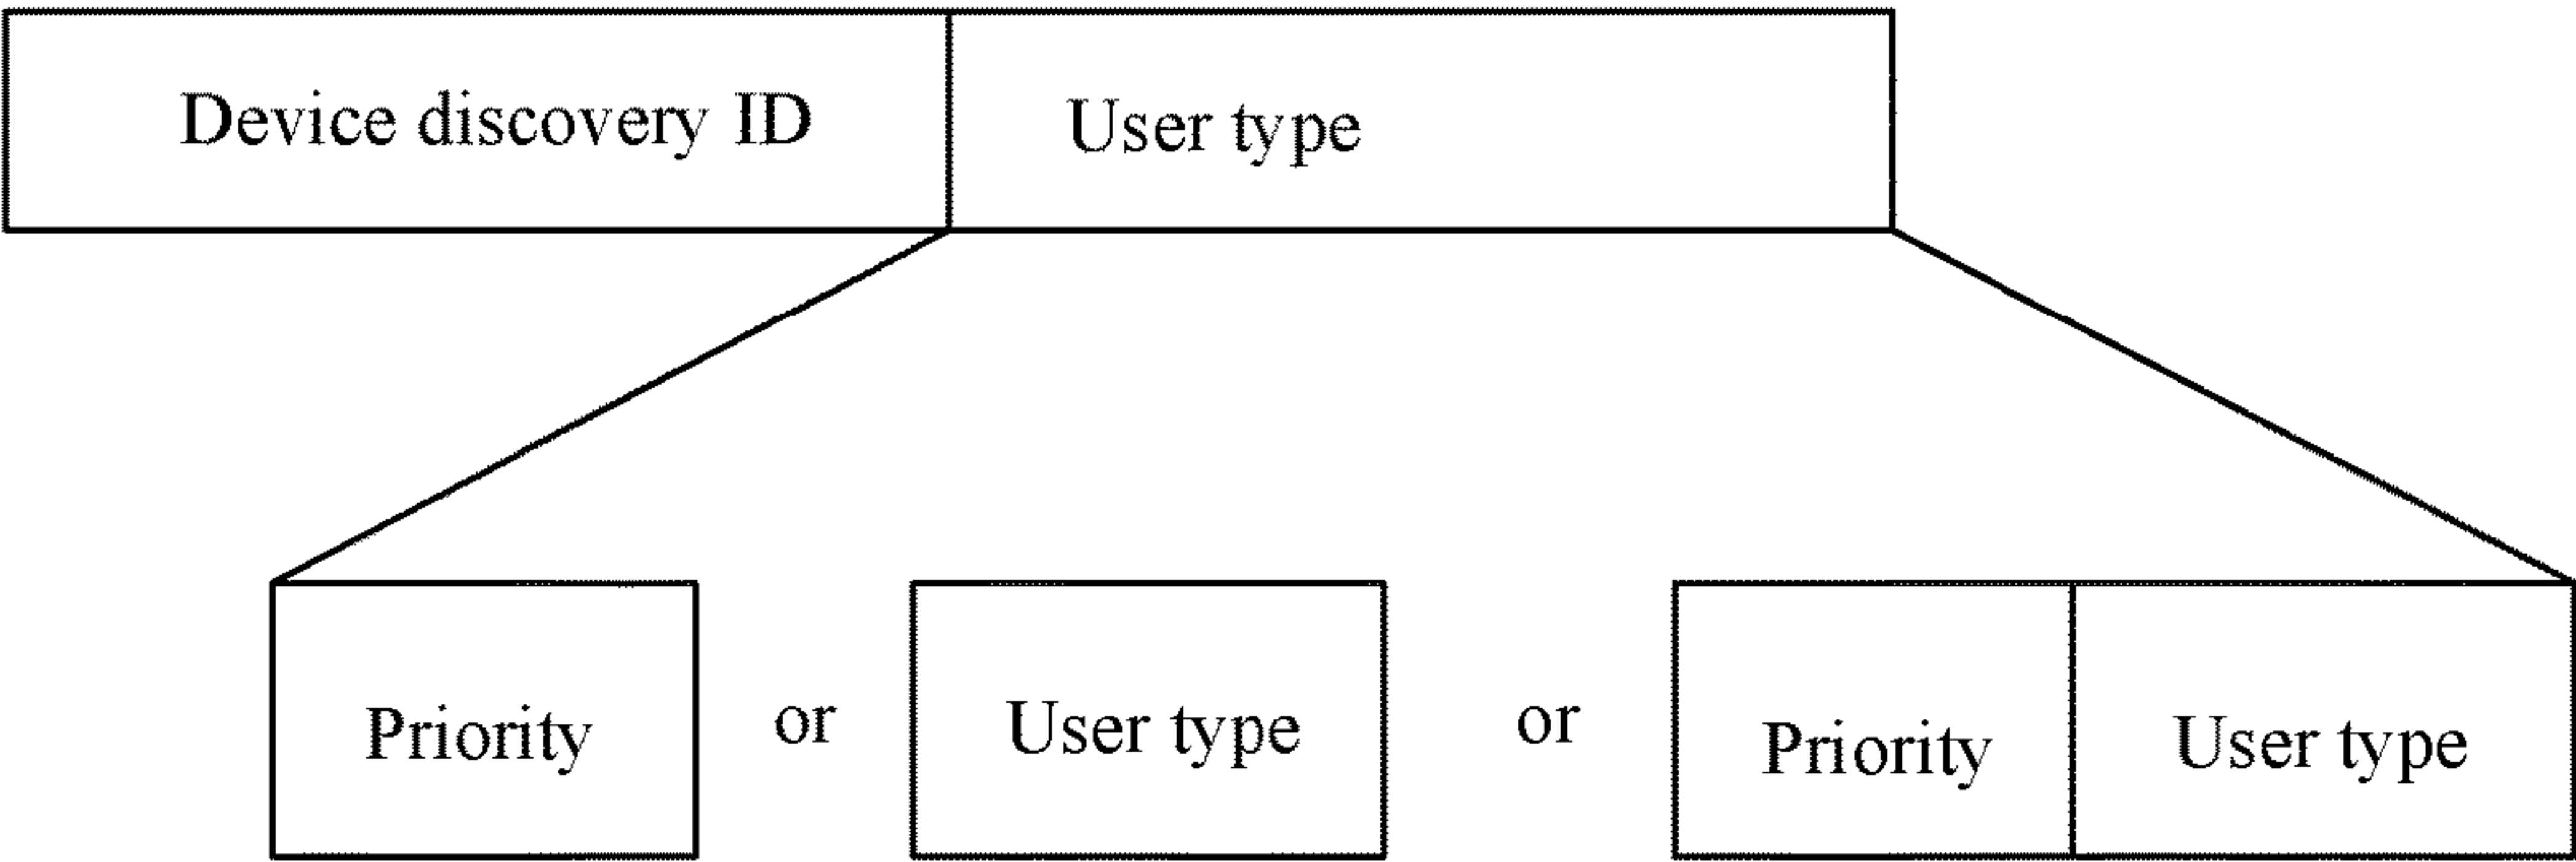 Device discovery ID
User type
Priority
or
User type
or
Priority
User type